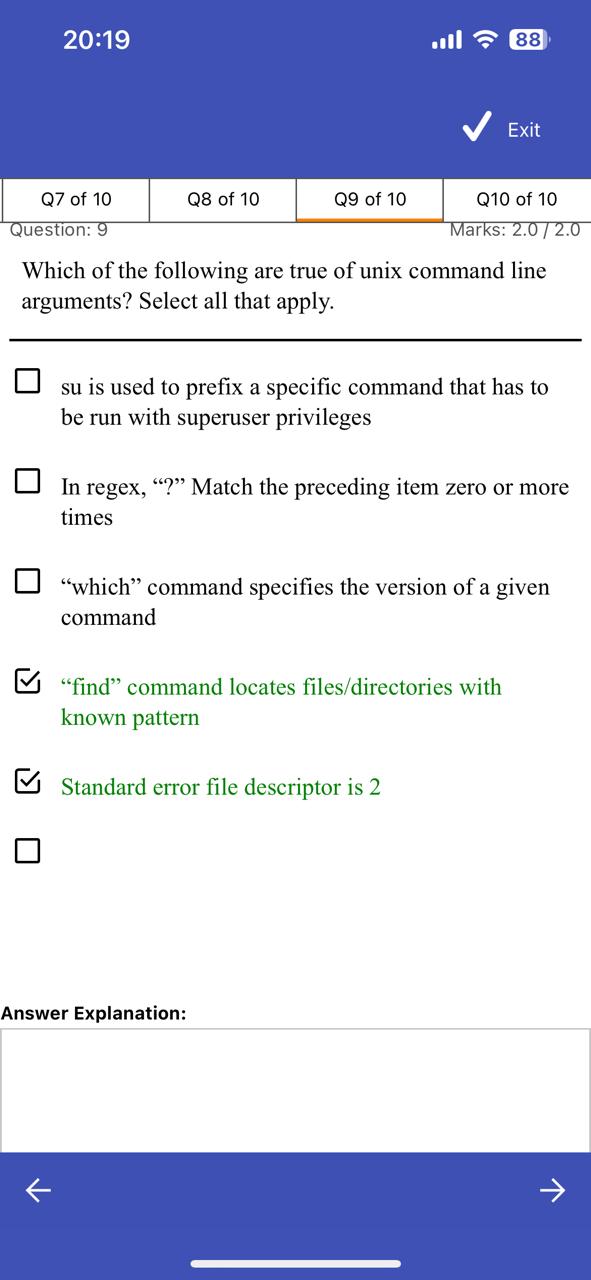 20:19
88
Exit
Q7 of 10
Q8 of 10
Q9 of 10
Q10 of 10
Question: 9
Marks: 2.0 / 2.0
Which of the following are true of unix command line
arguments? Select all that apply.
su is used to prefix a specific command that has to
be run with superuser privileges
In regex, “?” Match the preceding item zero or more
times
“which” command specifies the version of a given
command
“find” command locates files/directories with
known pattern
Standard error file descriptor is 2
Answer Explanation: